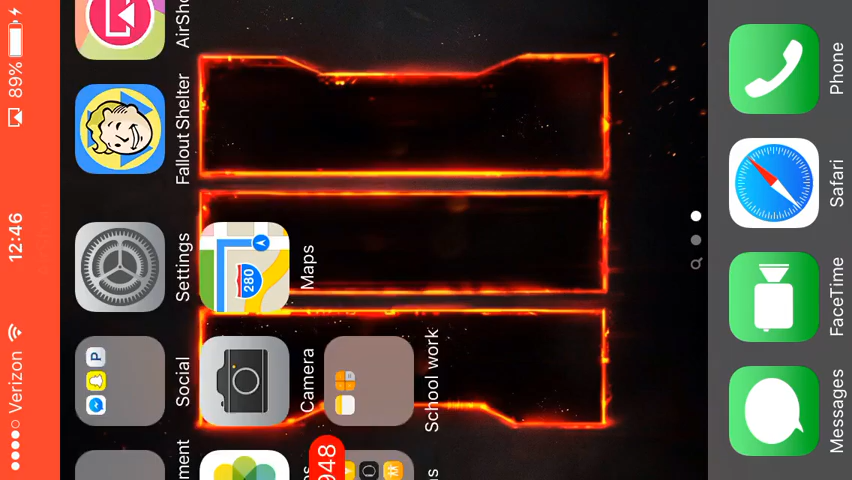 Verizon 12:46 89%
ment
Social
Settings
Fallout Shelter
AirSho
Camera
Maps
280
948
School work
P
Messages
FaceTime
Safari
Phone